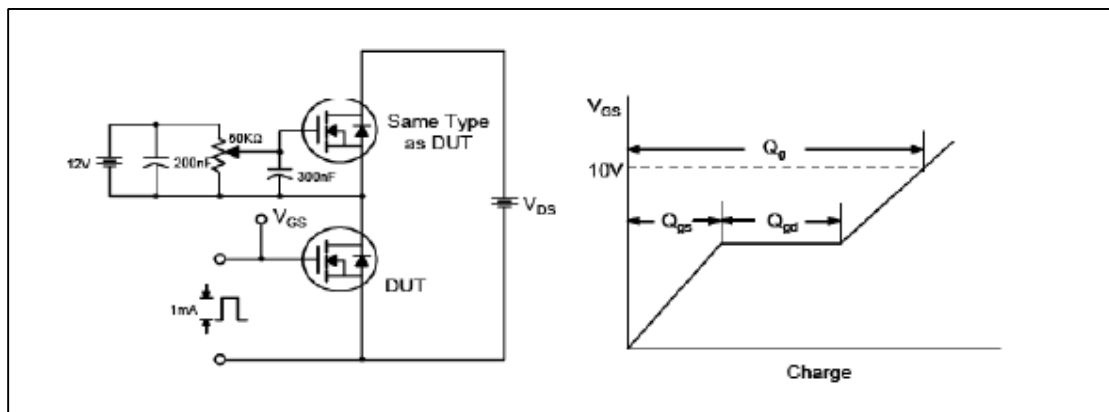 Same Type
as DUT
50KΩ
12V
200nF
300nF
VGS
VDS
DUT
1mA
VGS
Qg
10V
Qgs
Qgd
Charge